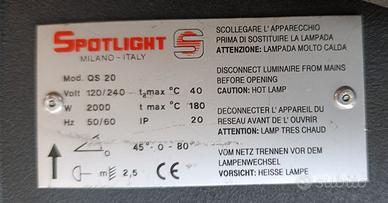 SPOTLIGHT S
MILANO - ITALY
Mod. QS 20
Volt 120/240 ta max °C 40
W 2000 t max °C 180
Hz 50/60 IP 20
45° - 0 - 80°
m 2,5
SCOLLEGARE L'APPARECCHIO
PRIMA DI SOSTITUIRE LA LAMPADA
ATTENZIONE: LAMPADA MOLTO CALDA
DISCONNECT LUMINAIRE FROM MAINS
BEFORE OPENING
CAUTION: HOT LAMP
DECONNECTER L'APPAREIL DU
RESEAU AVANT DE L'OUVRIR
ATTENTION: LAMP TRES CHAUD
VOM NETZ TRENNEN VOR DEM
LAMPENWECHSEL
VORSICHT: HEISSE LAMPE
subito